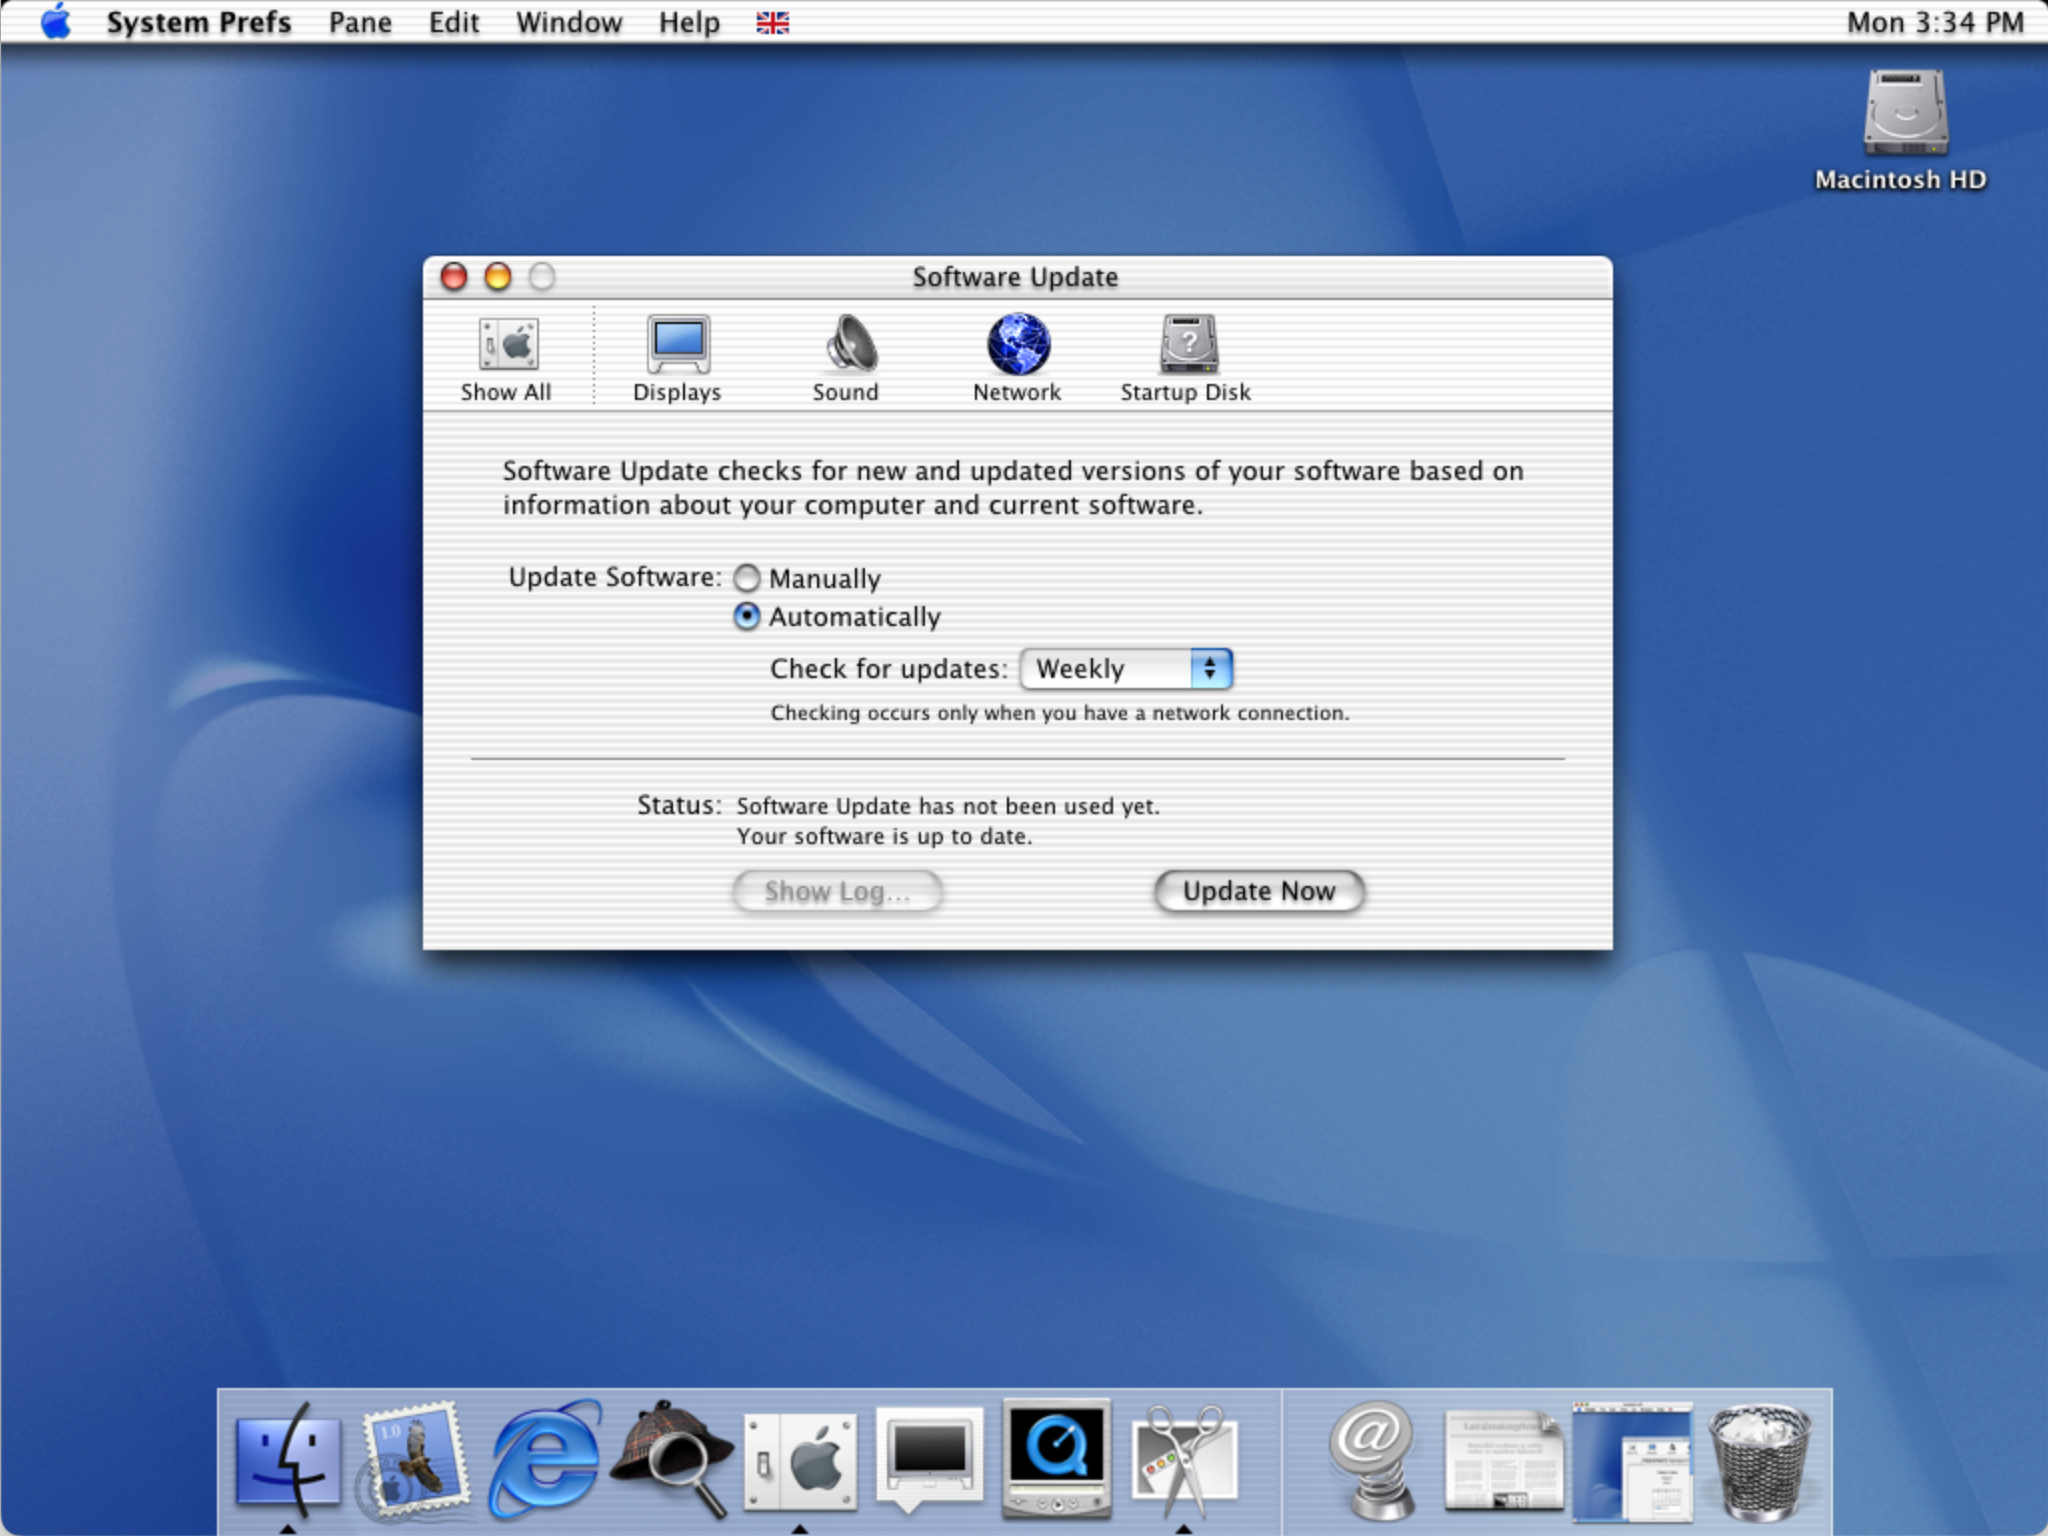 System Prefs Pane Edit Window Help Mon 3:34 PM
Macintosh HD
Software Update
Show All Displays Sound Network Startup Disk
Software Update checks for new and updated versions of your software based on
information about your computer and current software.
Update Software: Manually
Automatically
Check for updates: Weekly
Checking occurs only when you have a network connection.
Status: Software Update has not been used yet.
Your software is up to date.
Show Log... Update Now
1.0